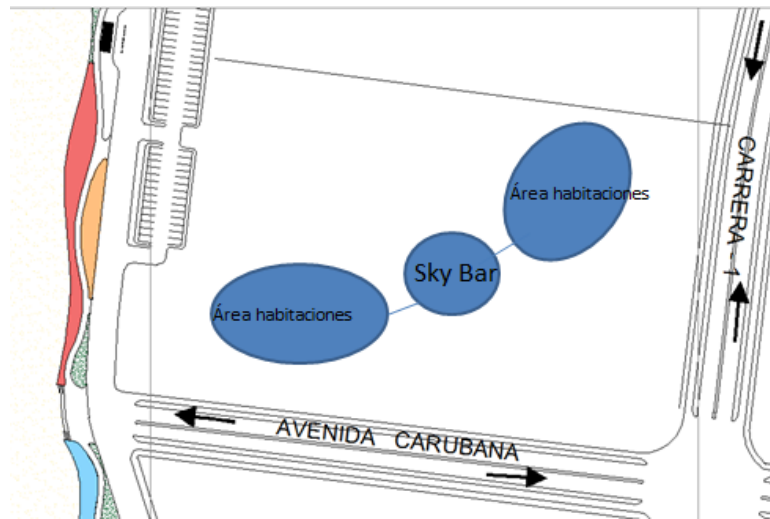 Área habitaciones
Sky Bar
Área habitaciones
CARRERA 1
AVENIDA CARUBANA